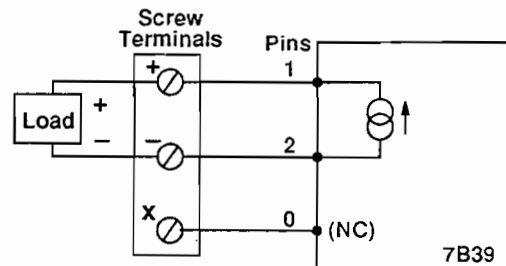 Screw
Terminals
Pins
+
1
+
Load
–
–
2
X
0
(NC)
7B39